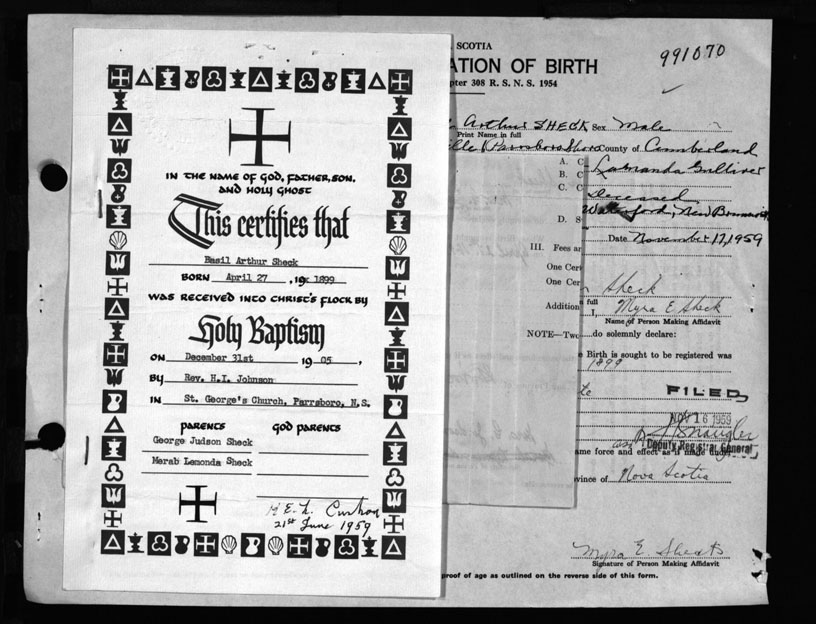 IN THE NAME OF GOD, FATHER, SON,
AND HOLY GHOST
This certifies that
Basil Arthur Sheck
BORN April 27 , 19 1899
WAS RECEIVED INTO CHRIST'S FLOCK BY
Holy Baptism
ON December 31st 19 05 ,
BY Rev. H.I. Johnson
IN St. George's Church, Parrsboro, N.S.
PARENTS GOD PARENTS
George Judson Sheck
Merab Lemonda Sheck
21st June 1959
SCOTIA
ATION OF BIRTH
991070
pter 308 R. S. N. S. 1954
Arthur SHECK Sex Male
Print Name in full
County of Cumberland
A. C
B. C
Gulliver
C. C
Deceased
D. S
Waterford, New Brunswick
Date November 17, 1959
III. Fees ar
One Cer
One Cer
Sheck
full
Addition
I, Myra E Sheck
Name of Person Making Affidavit
NOTE—Two
do solemnly declare:
e Birth is sought to be registered was
1899
FILED
NOV 16 1959
Deputy Registrar General
ame force and effect as if made under
vince of Nova Scotia
Myra E. Sheats
Signature of Person Making Affidavit
proof of age as outlined on the reverse side of this form.